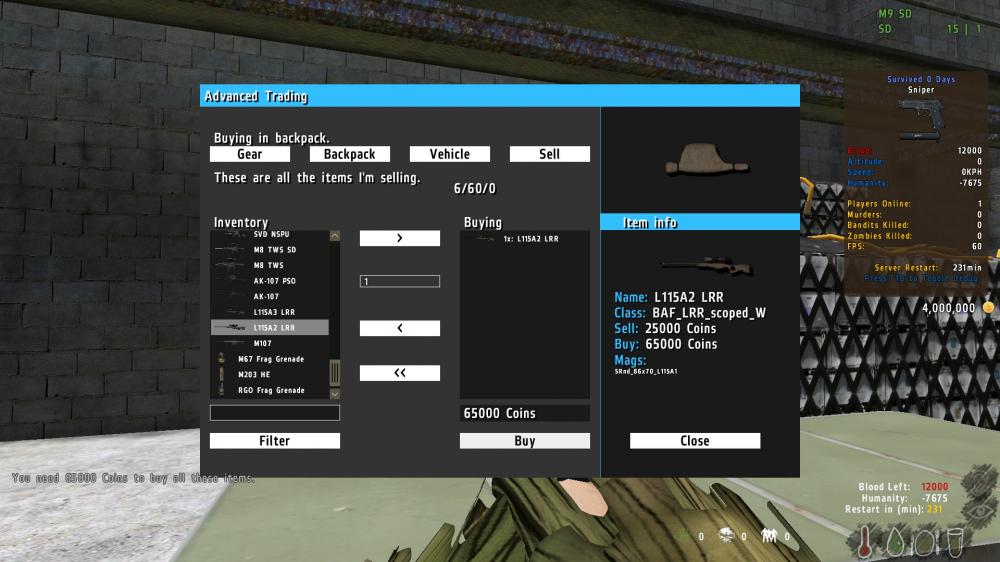 M9 SD
SD 15 | 1
Survived 0 Days
Sniper
Blood: 12000
Altitude: 0
Speed: 0KPH
Humanity: -7675
Players Online: 1
Murders: 0
Bandits Killed: 0
Zombies Killed: 0
FPS: 60
Server Restart: 231min
Press F10 to Toggle Debug
4,000,000
Advanced Trading
Buying in backpack.
Gear Backpack Vehicle Sell
These are all the items I'm selling.
6/60/0
Inventory
SVD NSPU
M8 TWS SD
M8 TWS
AK-107 PSO
AK-107
L115A3 LRR
L115A2 LRR
M107
M67 Frag Grenade
M203 HE
RGO Frag Grenade
Filter
>
1
<
<<
Buying
1x: L115A2 LRR
65000 Coins
Buy
Item info
Name: L115A2 LRR
Class: BAF_LRR_scoped_W
Sell: 25000 Coins
Buy: 65000 Coins
Mags:
5Rnd_86x70_L115A1
Close
You need 65000 Coins to buy all these items.
Blood Left: 12000
Humanity: -7675
Restart in (min): 231
0 0 0